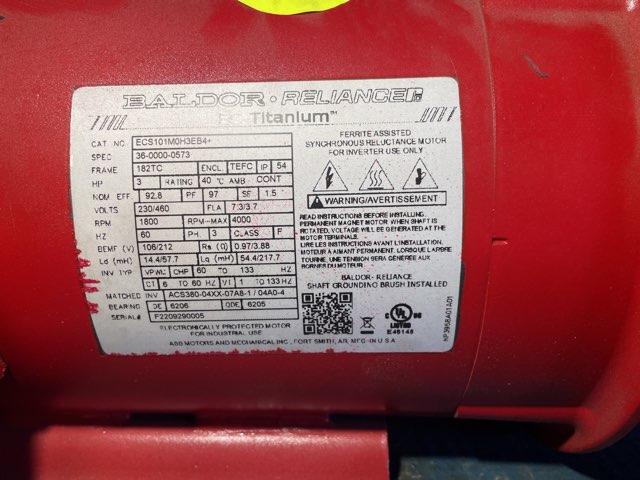 BALDOR · RELIANCE
Titanium™
CAT NO ECS101M0H3EB4+
SPEC 36-0000-0573
FRAME 182TC ENCL TEFC IP 54
HP 3 RATING 40 °C AMB - CONT
NOM EFF 92.8 PF 97 SF 1.5
VOLTS 230/460 FLA 7.3/3.7
RPM 1800 RPM-MAX 4000
HZ 60 PH 3 CLASS F
BEMF (V) 106/212 Rs (Ω) 0.97/3.88
Ld (mH) 14.4/57.7 Lq (mH) 54.4/217.7
INV TYP VPWM CHP 60 TO 133 HZ
CT 6 TO 60 HZ VT 1 TO 133 HZ
MATCHED INV ACS380-04XX-07A8-1 / 04A0-4
BEARING DE 6206 ODE 6205
SERIAL# F2209290005
ELECTRONICALLY PROTECTED MOTOR
FOR INDUSTRIAL USE
ABB MOTORS AND MECHANICAL INC., FORT SMITH, AR. MFG. IN U.S.A.
FERRITE ASSISTED
SYNCHRONOUS RELUCTANCE MOTOR
FOR INVERTER USE ONLY
WARNING/AVERTISSEMENT
READ INSTRUCTIONS BEFORE INSTALLING.
PERMANENT MAGNET MOTOR. WHEN SHAFT IS
ROTATED, VOLTAGE WILL BE GENERATED AT
MOTOR TERMINALS.
LIRE LES INSTRUCTIONS AVANT L'INSTALLATION.
MOTEUR A AIMANT PERMANENT. LORSQUE L'ARBRE
TOURNE, UNE TENSION SERA GÉNÉRÉE AUX
BORNES DU MOTEUR.
BALDOR - RELIANCE
SHAFT GROUNDING BRUSH INSTALLED
c UL US
LISTED
E46145
NP3958A01A01